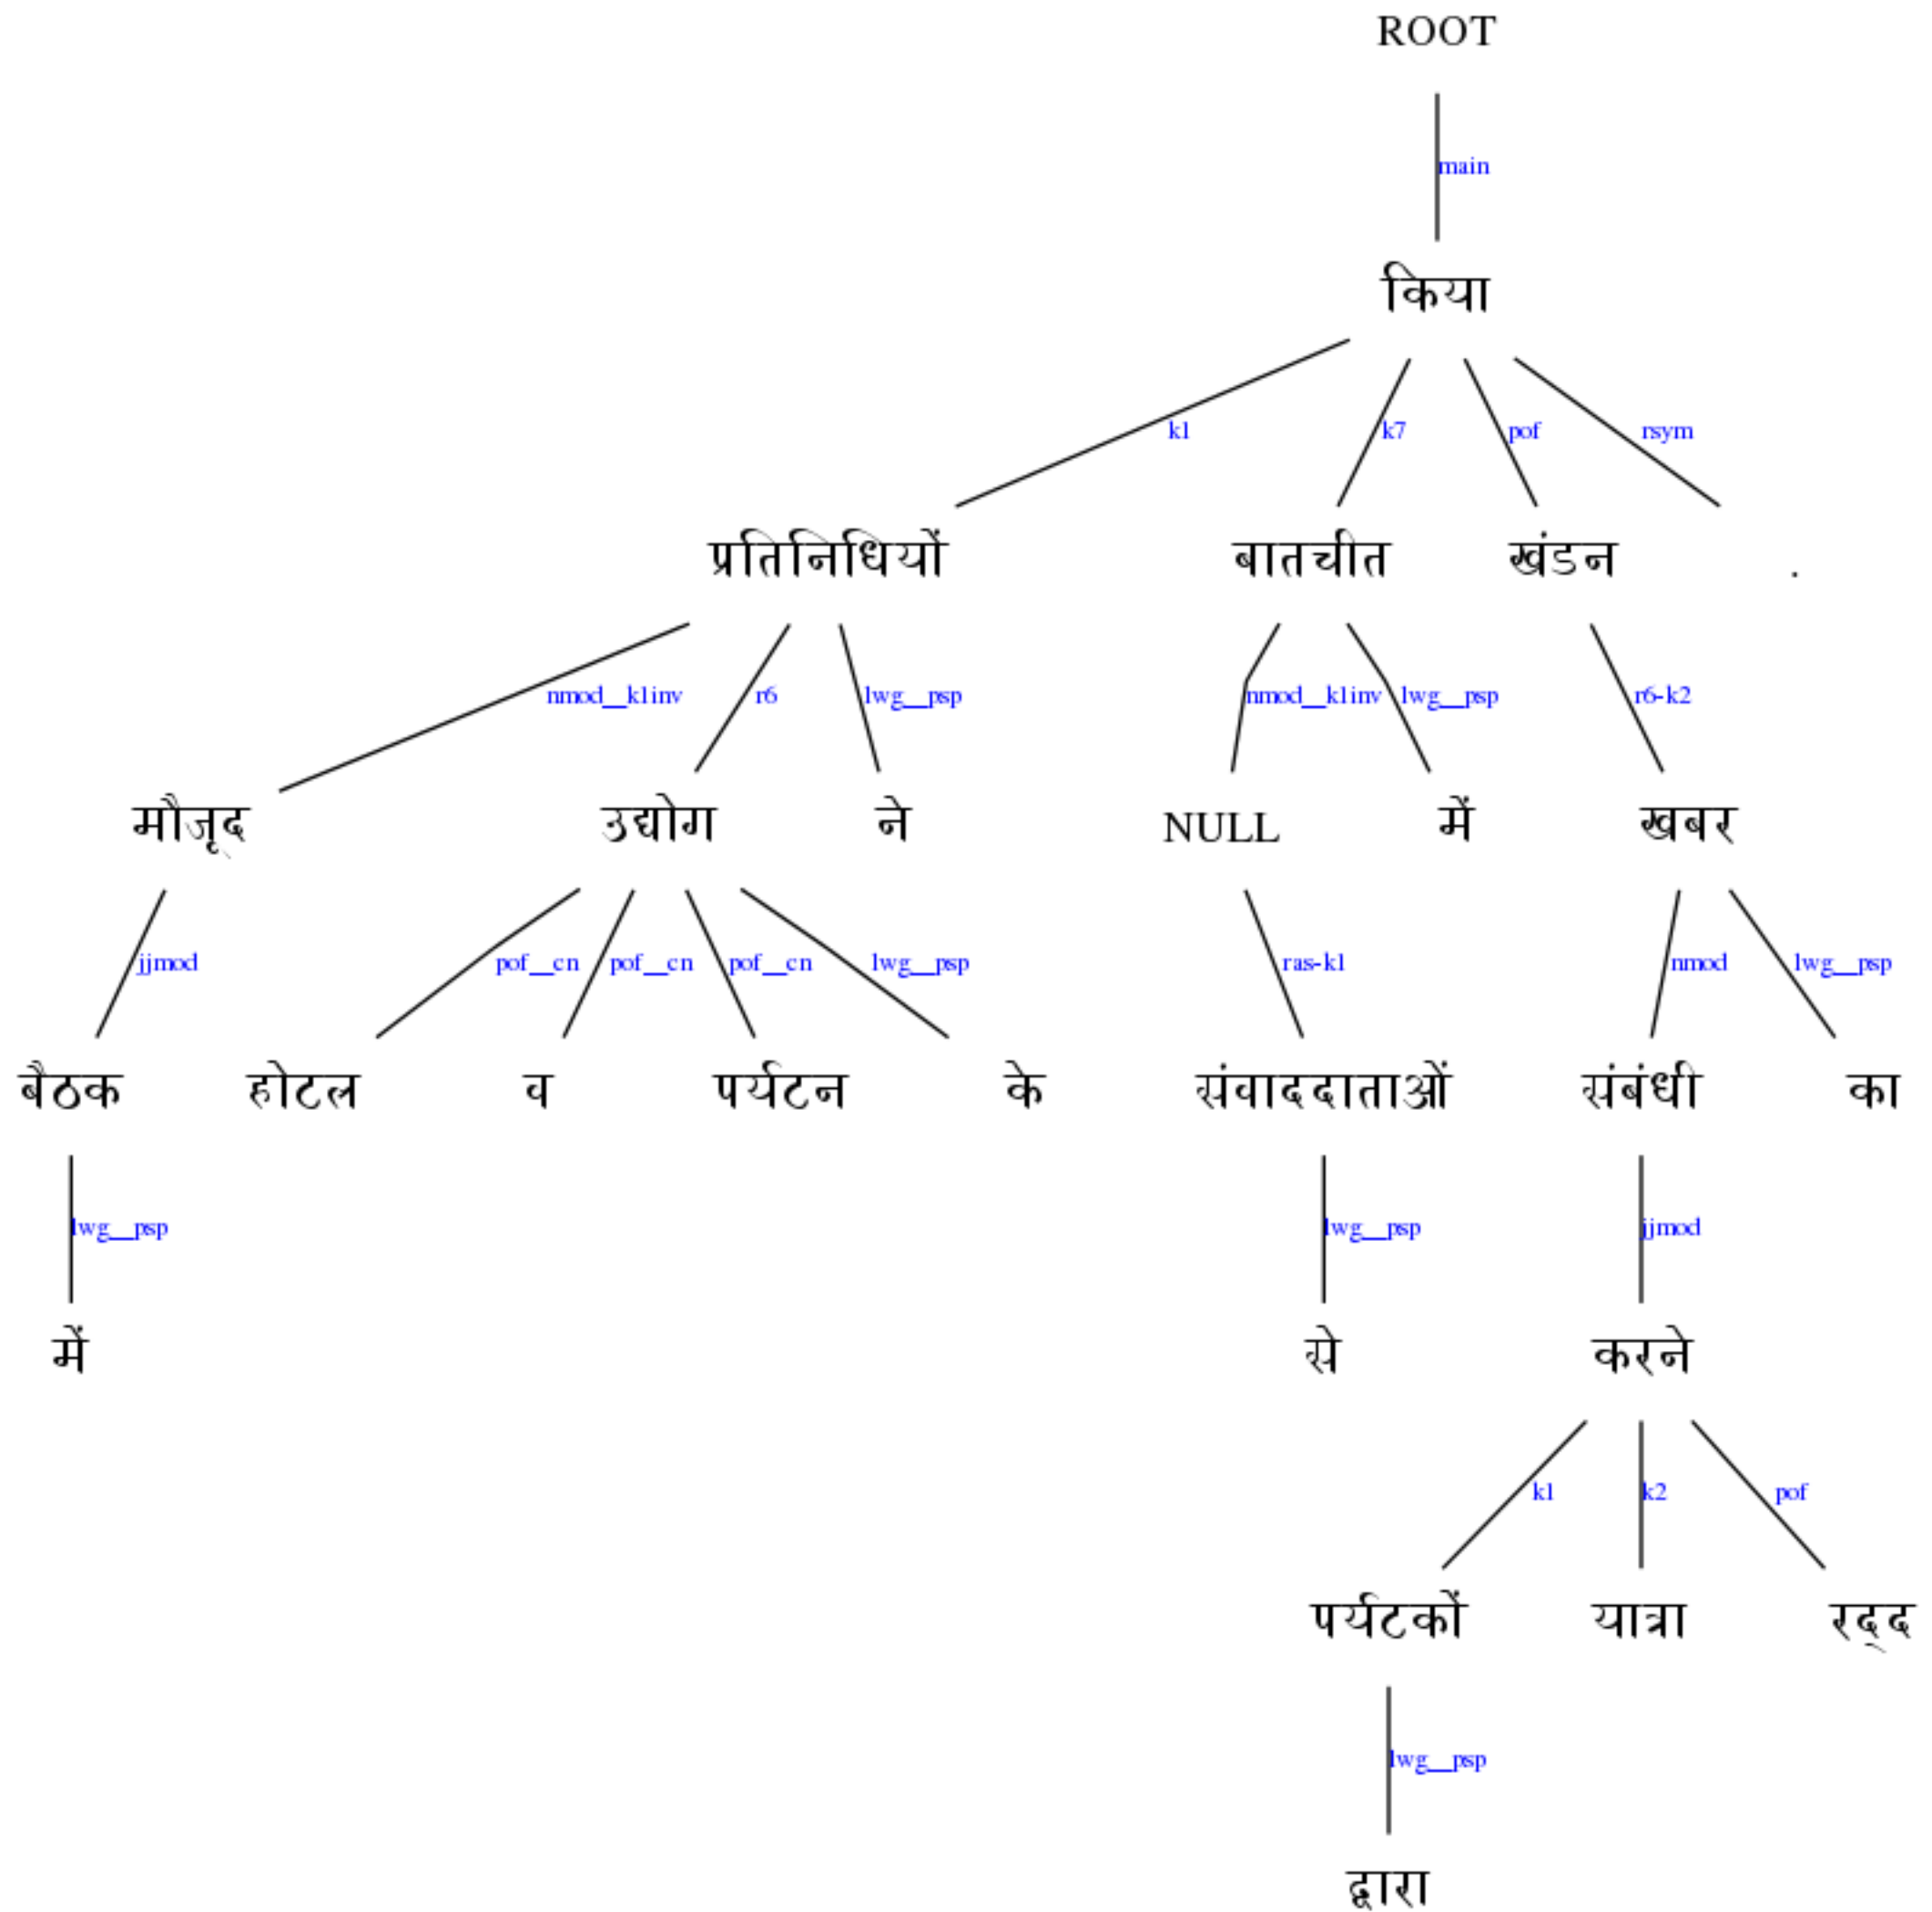 ROOT
main
किया
k1 k7 pof rsym
प्रतिनिधियों बातचीत खंडन .
nmod__k1inv r6 lwg__psp nmod__k1inv lwg__psp r6-k2
मौजूद उद्योग ने NULL में खबर
jjmod pof__cn pof__cn pof__cn lwg__psp ras-k1 nmod lwg__psp
बैठक होटल व पर्यटन के संवाददाताओं संबंधी का
lwg__psp lwg__psp jjmod
में से करने
k1 k2 pof
पर्यटकों यात्रा रद्द
lwg__psp
द्वारा